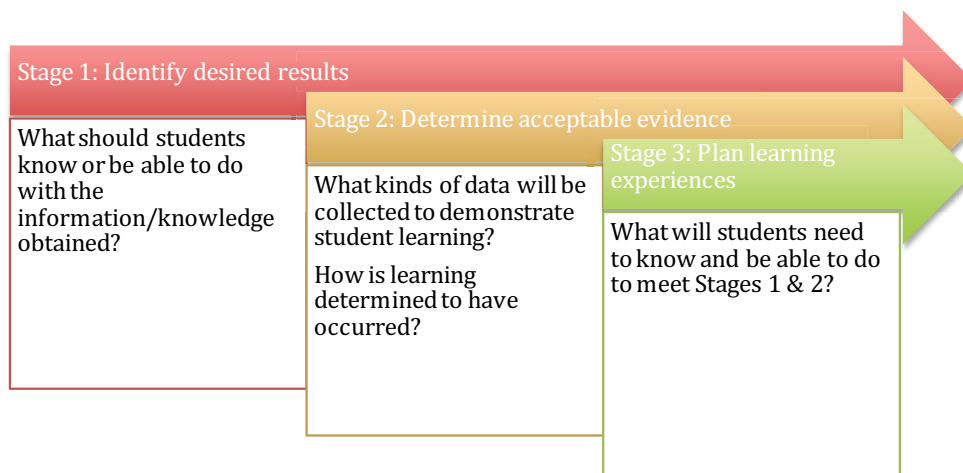 Stage 1: Identify desired results
What should students
know or be able to do
with the
information/knowledge
obtained?
Stage 2: Determine acceptable evidence
What kinds of data will be
collected to demonstrate
student learning?
How is learning
determined to have
occurred?
Stage 3: Plan learning
experiences
What will students need
to know and be able to do
to meet Stages 1 & 2?